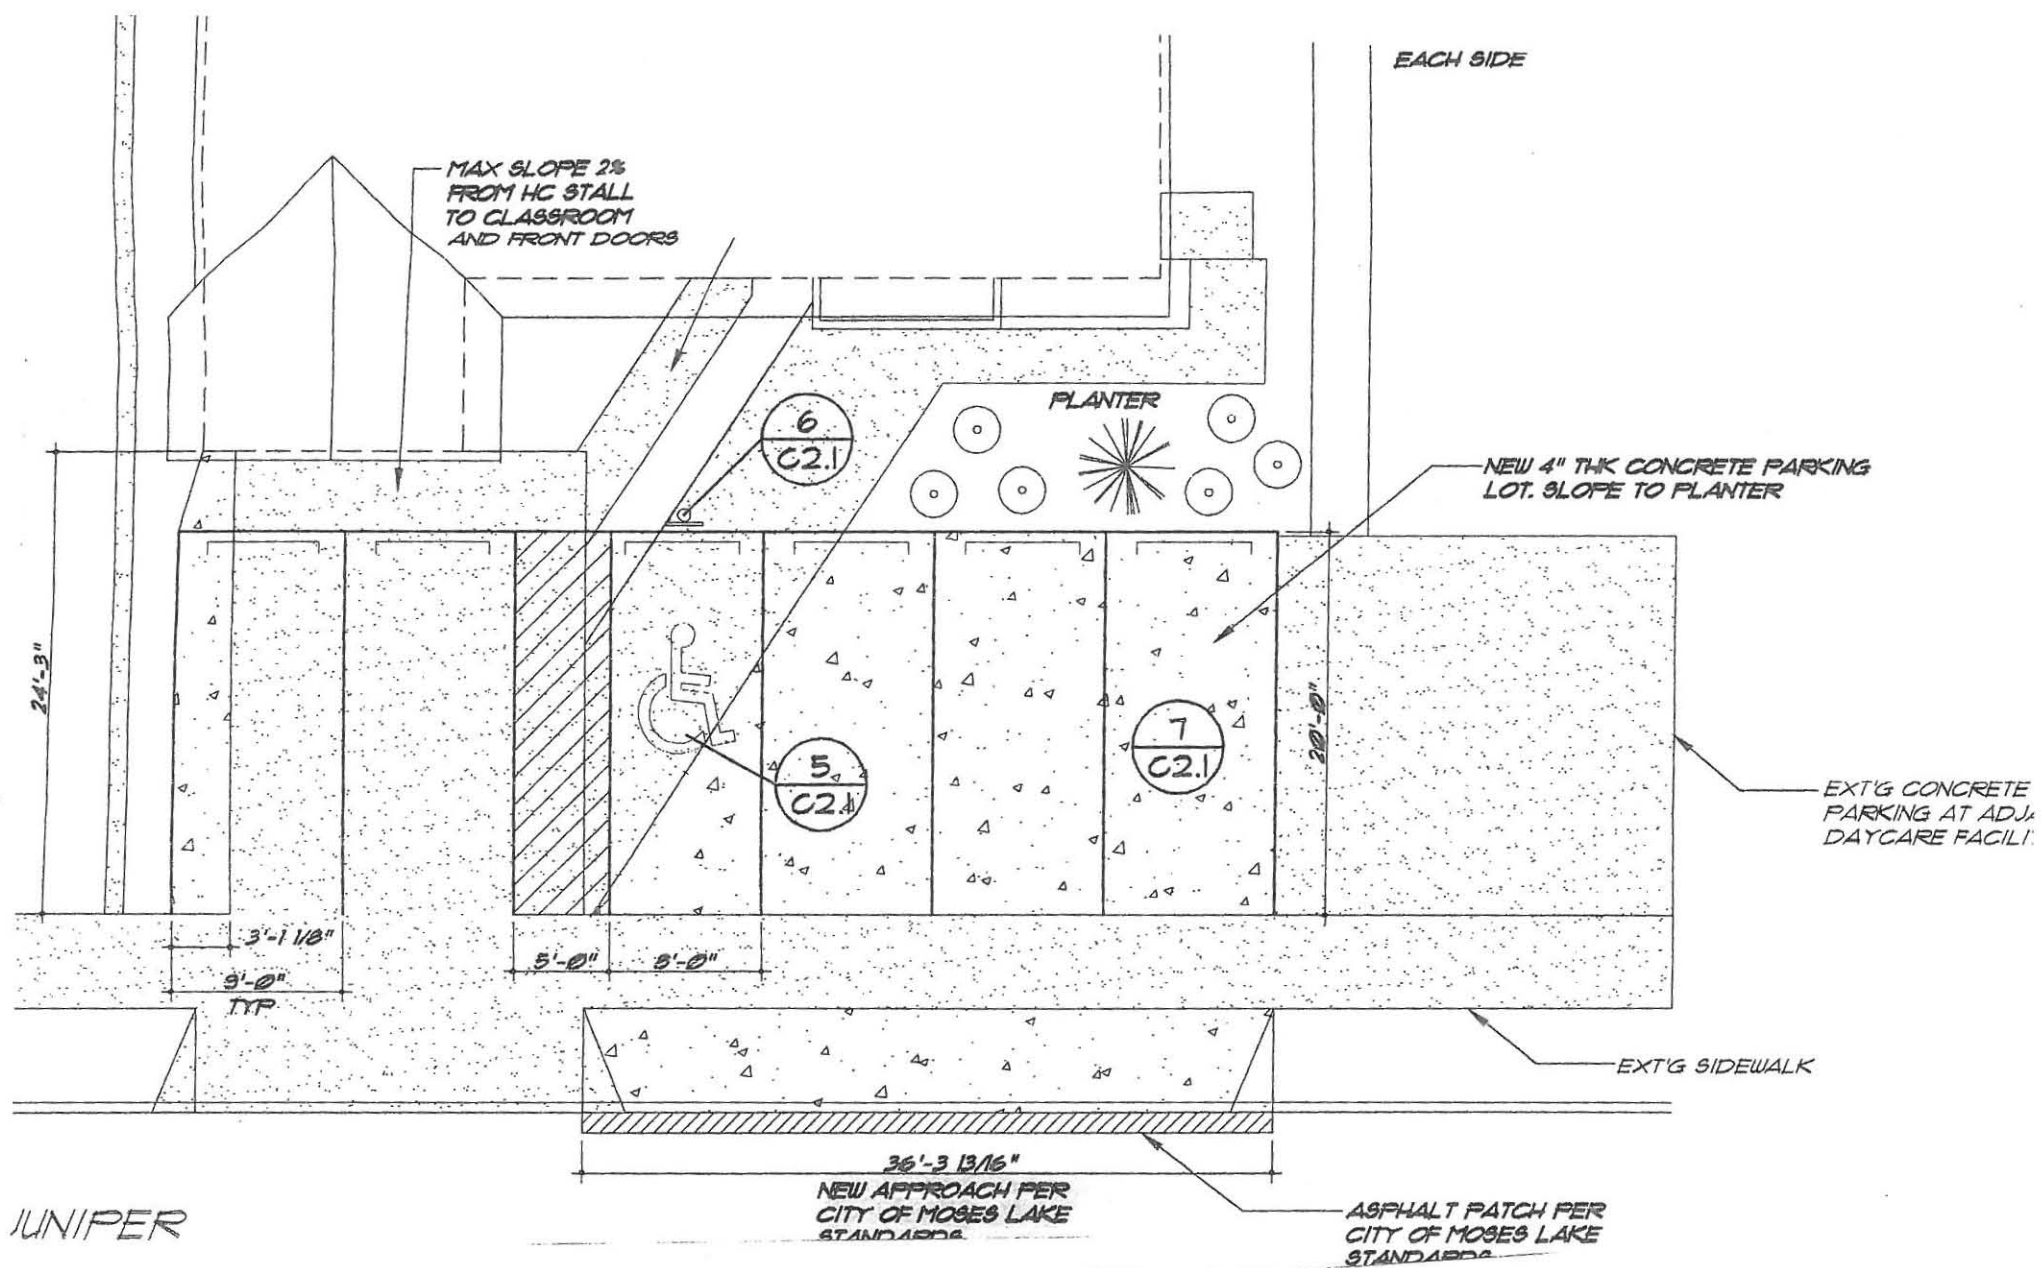 EACH SIDE
MAX SLOPE 2%
FROM HC STALL
TO CLASSROOM
AND FRONT DOORS
6
C2.1
PLANTER
NEW 4" THK CONCRETE PARKING
LOT. SLOPE TO PLANTER
24'-3"
20'-0"
7
C2.1
5
C2.1
EXT'G CONCRETE
PARKING AT ADJA
DAYCARE FACILI
3'-1 1/8"
9'-0"
TYP
5'-0"
8'-0"
EXT'G SIDEWALK
36'-3 13/16"
NEW APPROACH PER
CITY OF MOSES LAKE
STANDARDS
ASPHALT PATCH PER
CITY OF MOSES LAKE
STANDARDS
JUNIPER